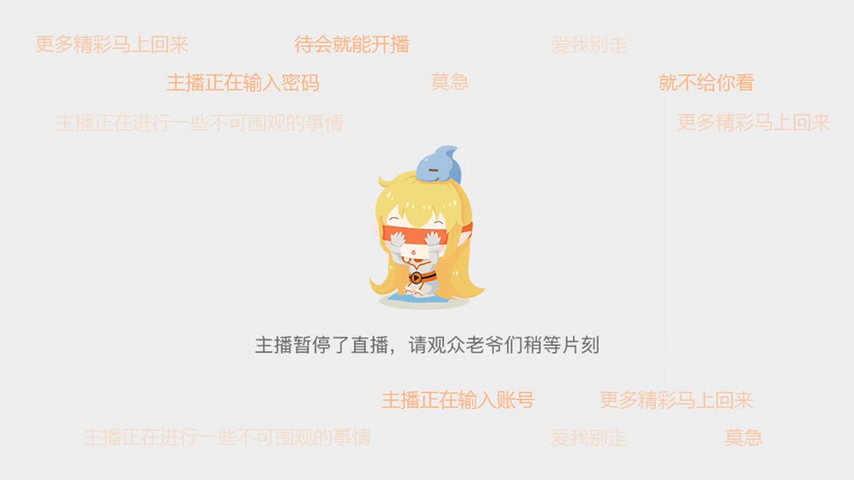 更多精彩马上回来
待会就能开播
爱我别走
主播正在输入密码
莫急
就不给你看
主播正在进行一些不可围观的事情
更多精彩马上回来
主播暂停了直播，请观众老爷们稍等片刻
主播正在输入账号
更多精彩马上回来
主播正在进行一些不可围观的事情
爱我别走
莫急